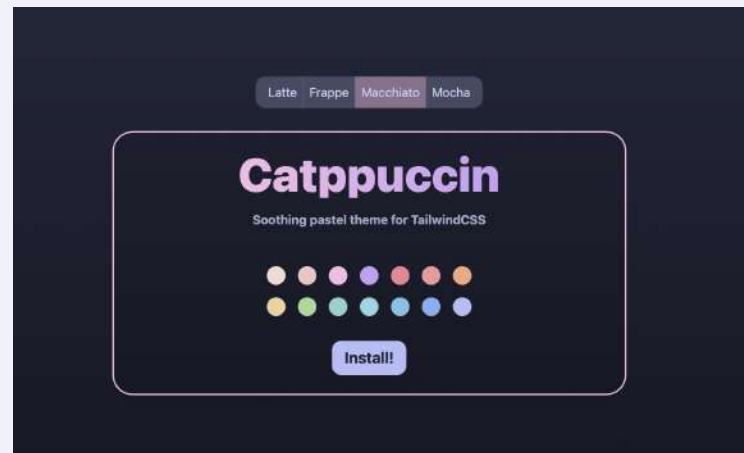 Latte Frappe Macchiato Mocha
Catppuccin
Soothing pastel theme for TailwindCSS
Install!